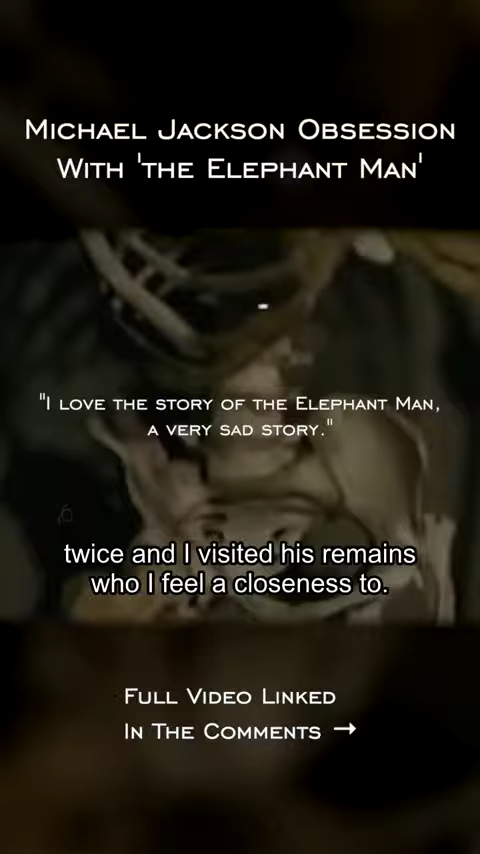 Michael Jackson Obsession
With 'the Elephant Man'
"I love the story of the Elephant Man,
a very sad story."
twice and I visited his remains
who I feel a closeness to.
Full Video Linked
In The Comments →